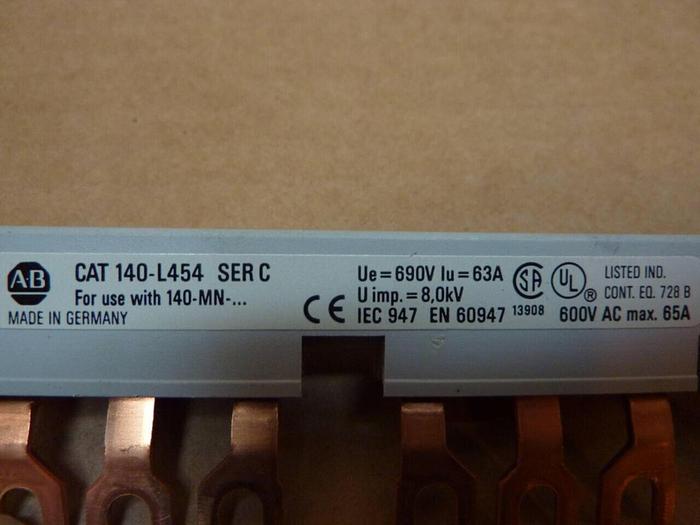 AB CAT 140-L454 SER C
For use with 140-MN-...
MADE IN GERMANY
CE
Ue=690V Iu=63A
U imp.=8,0kV
IEC 947 EN 60947
SA
13908
UL
®
LISTED IND.
CONT. EQ. 728 B
600V AC max. 65A